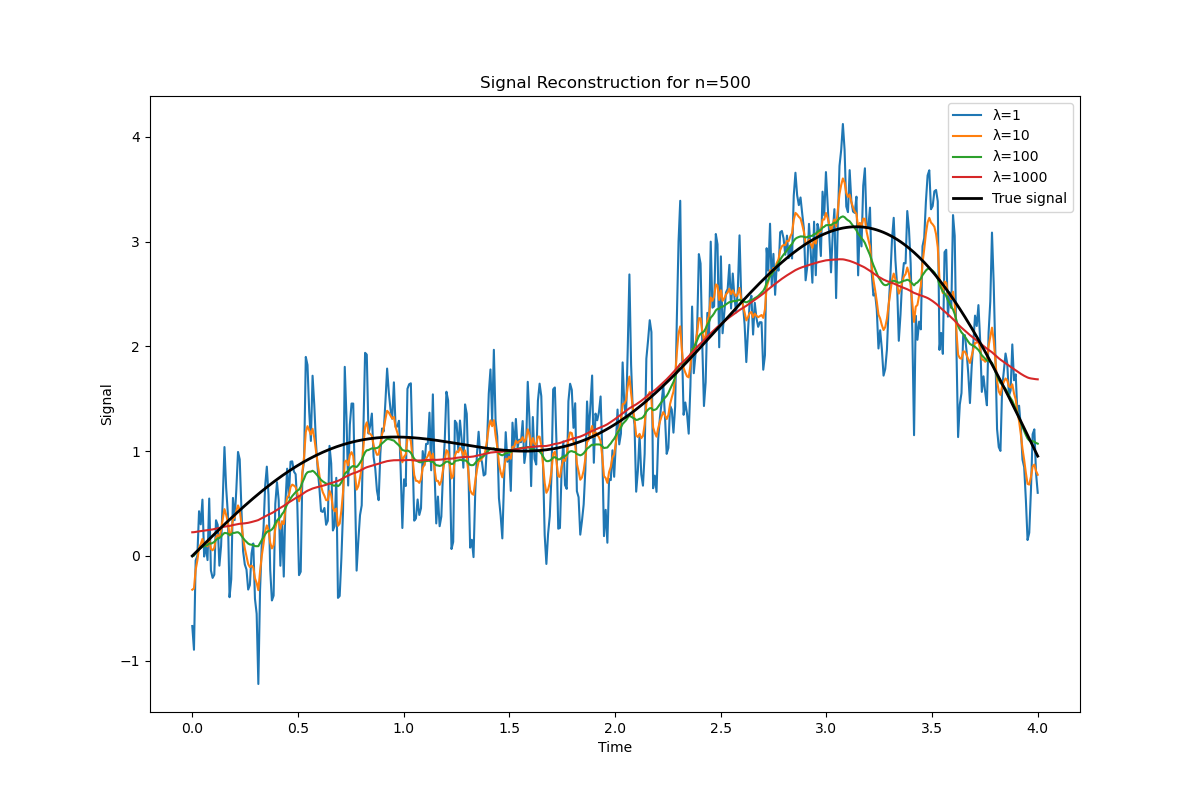 Signal Reconstruction for n=500
λ=1
λ=10
λ=100
λ=1000
True signal
4
3
2
1
0
−1
Signal
0.0 0.5 1.0 1.5 2.0 2.5 3.0 3.5 4.0
Time